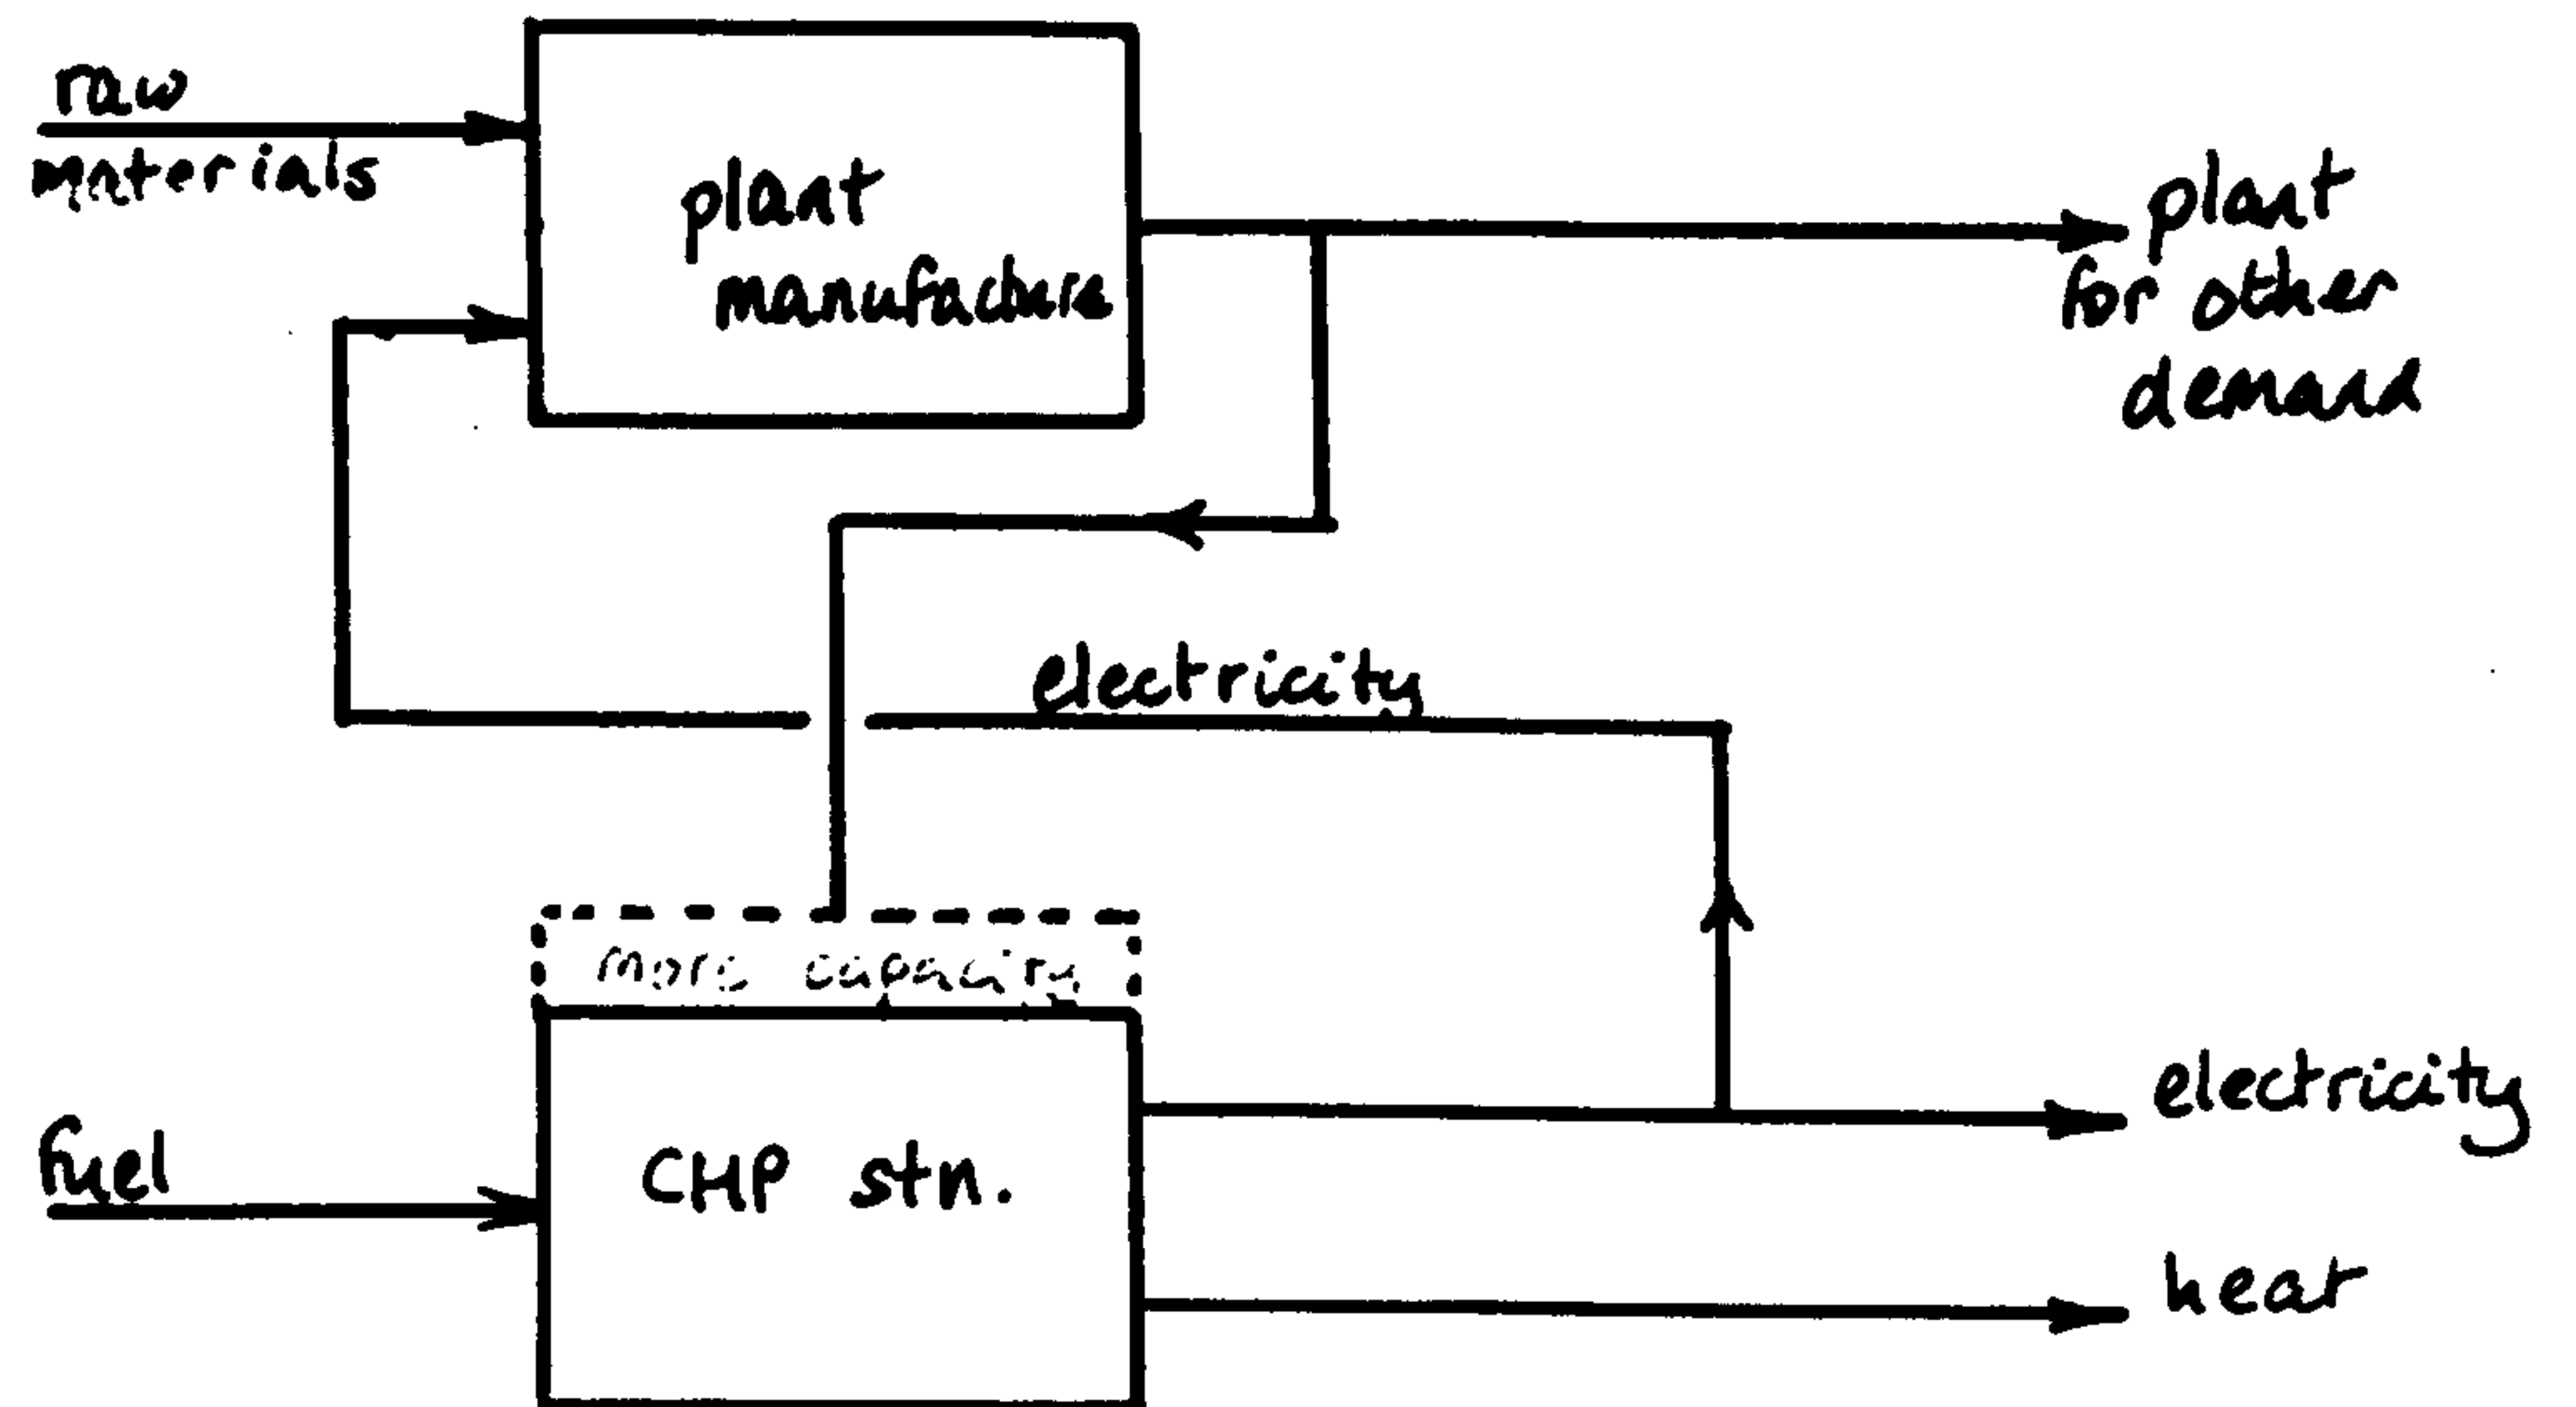 raw
materials
plant
manufacture
plant
for other
demand
electricity
more capacity
fuel
CHP stn.
electricity
heat